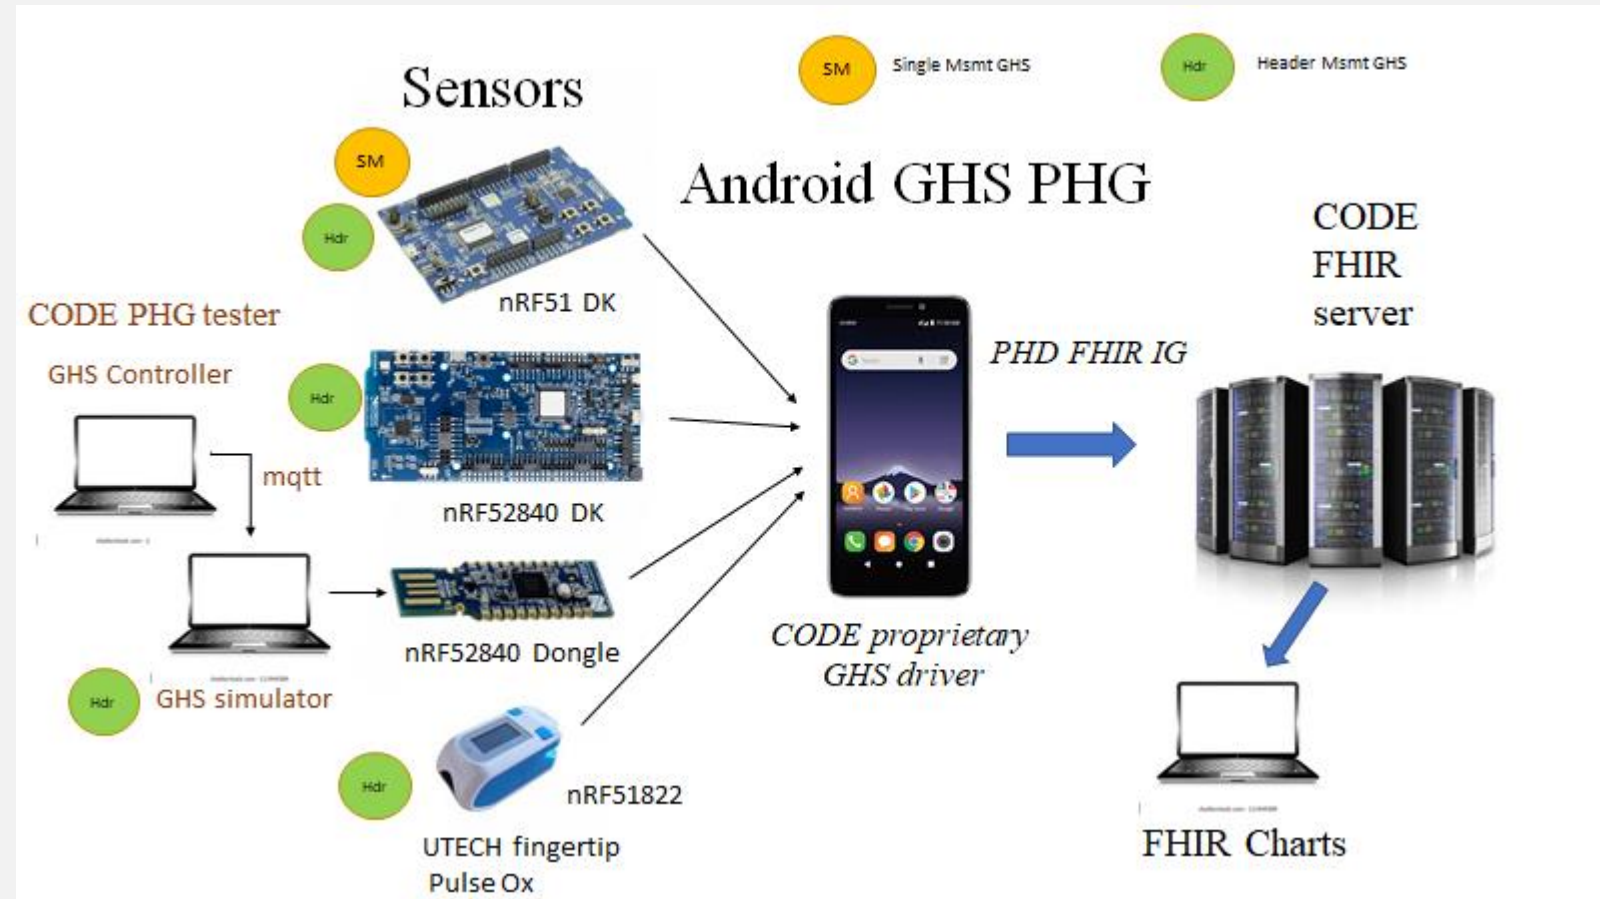 Sensors
SM
Single Msmt GHS
Hdr
Header Msmt GHS
Android GHS PHG
SM
Hdr
nRF51 DK
CODE PHG tester
GHS Controller
mqtt
Hdr
nRF52840 DK
nRF52840 Dongle
Hdr
GHS simulator
Hdr
nRF51822
UTECH fingertip
Pulse Ox
CODE proprietary
GHS driver
PHD FHIR IG
CODE
FHIR
server
FHIR Charts